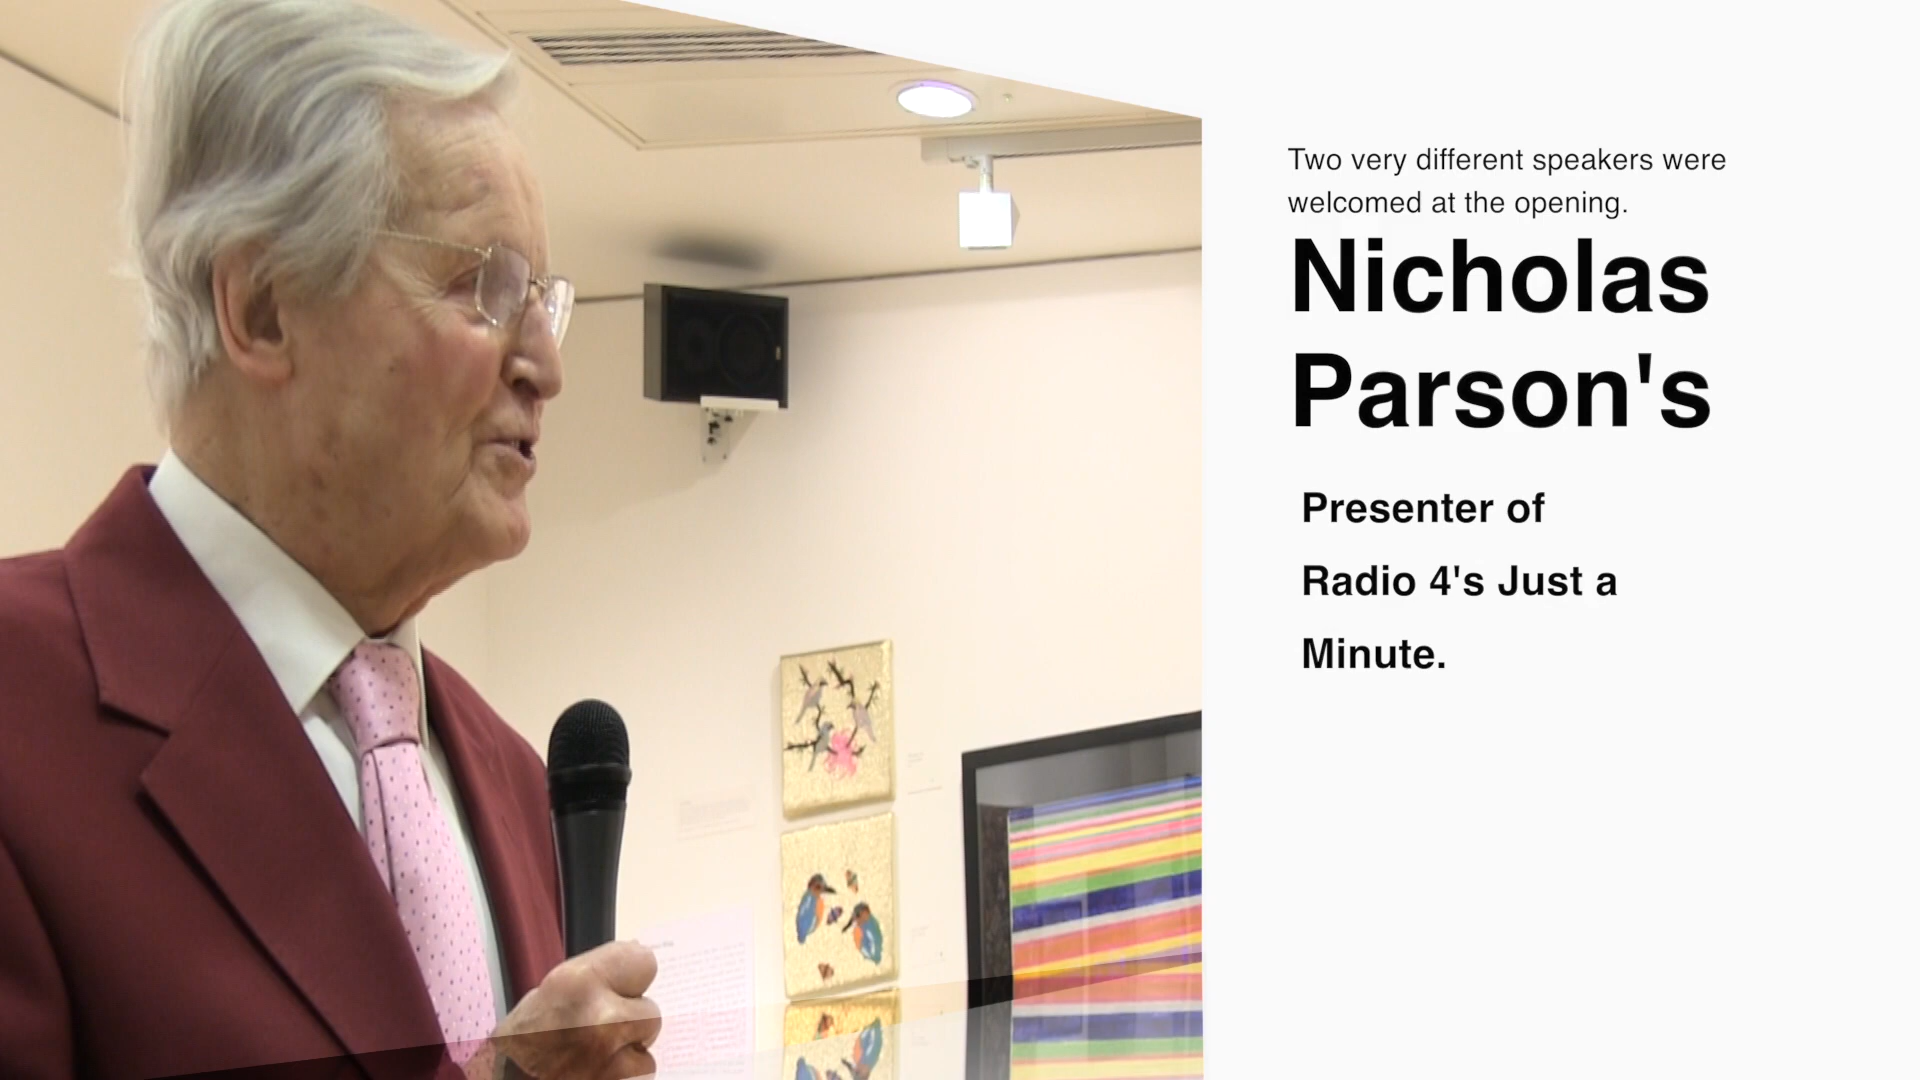 Two very different speakers were
welcomed at the opening.
Nicholas
Parson's
Presenter of
Radio 4's Just a
Minute.